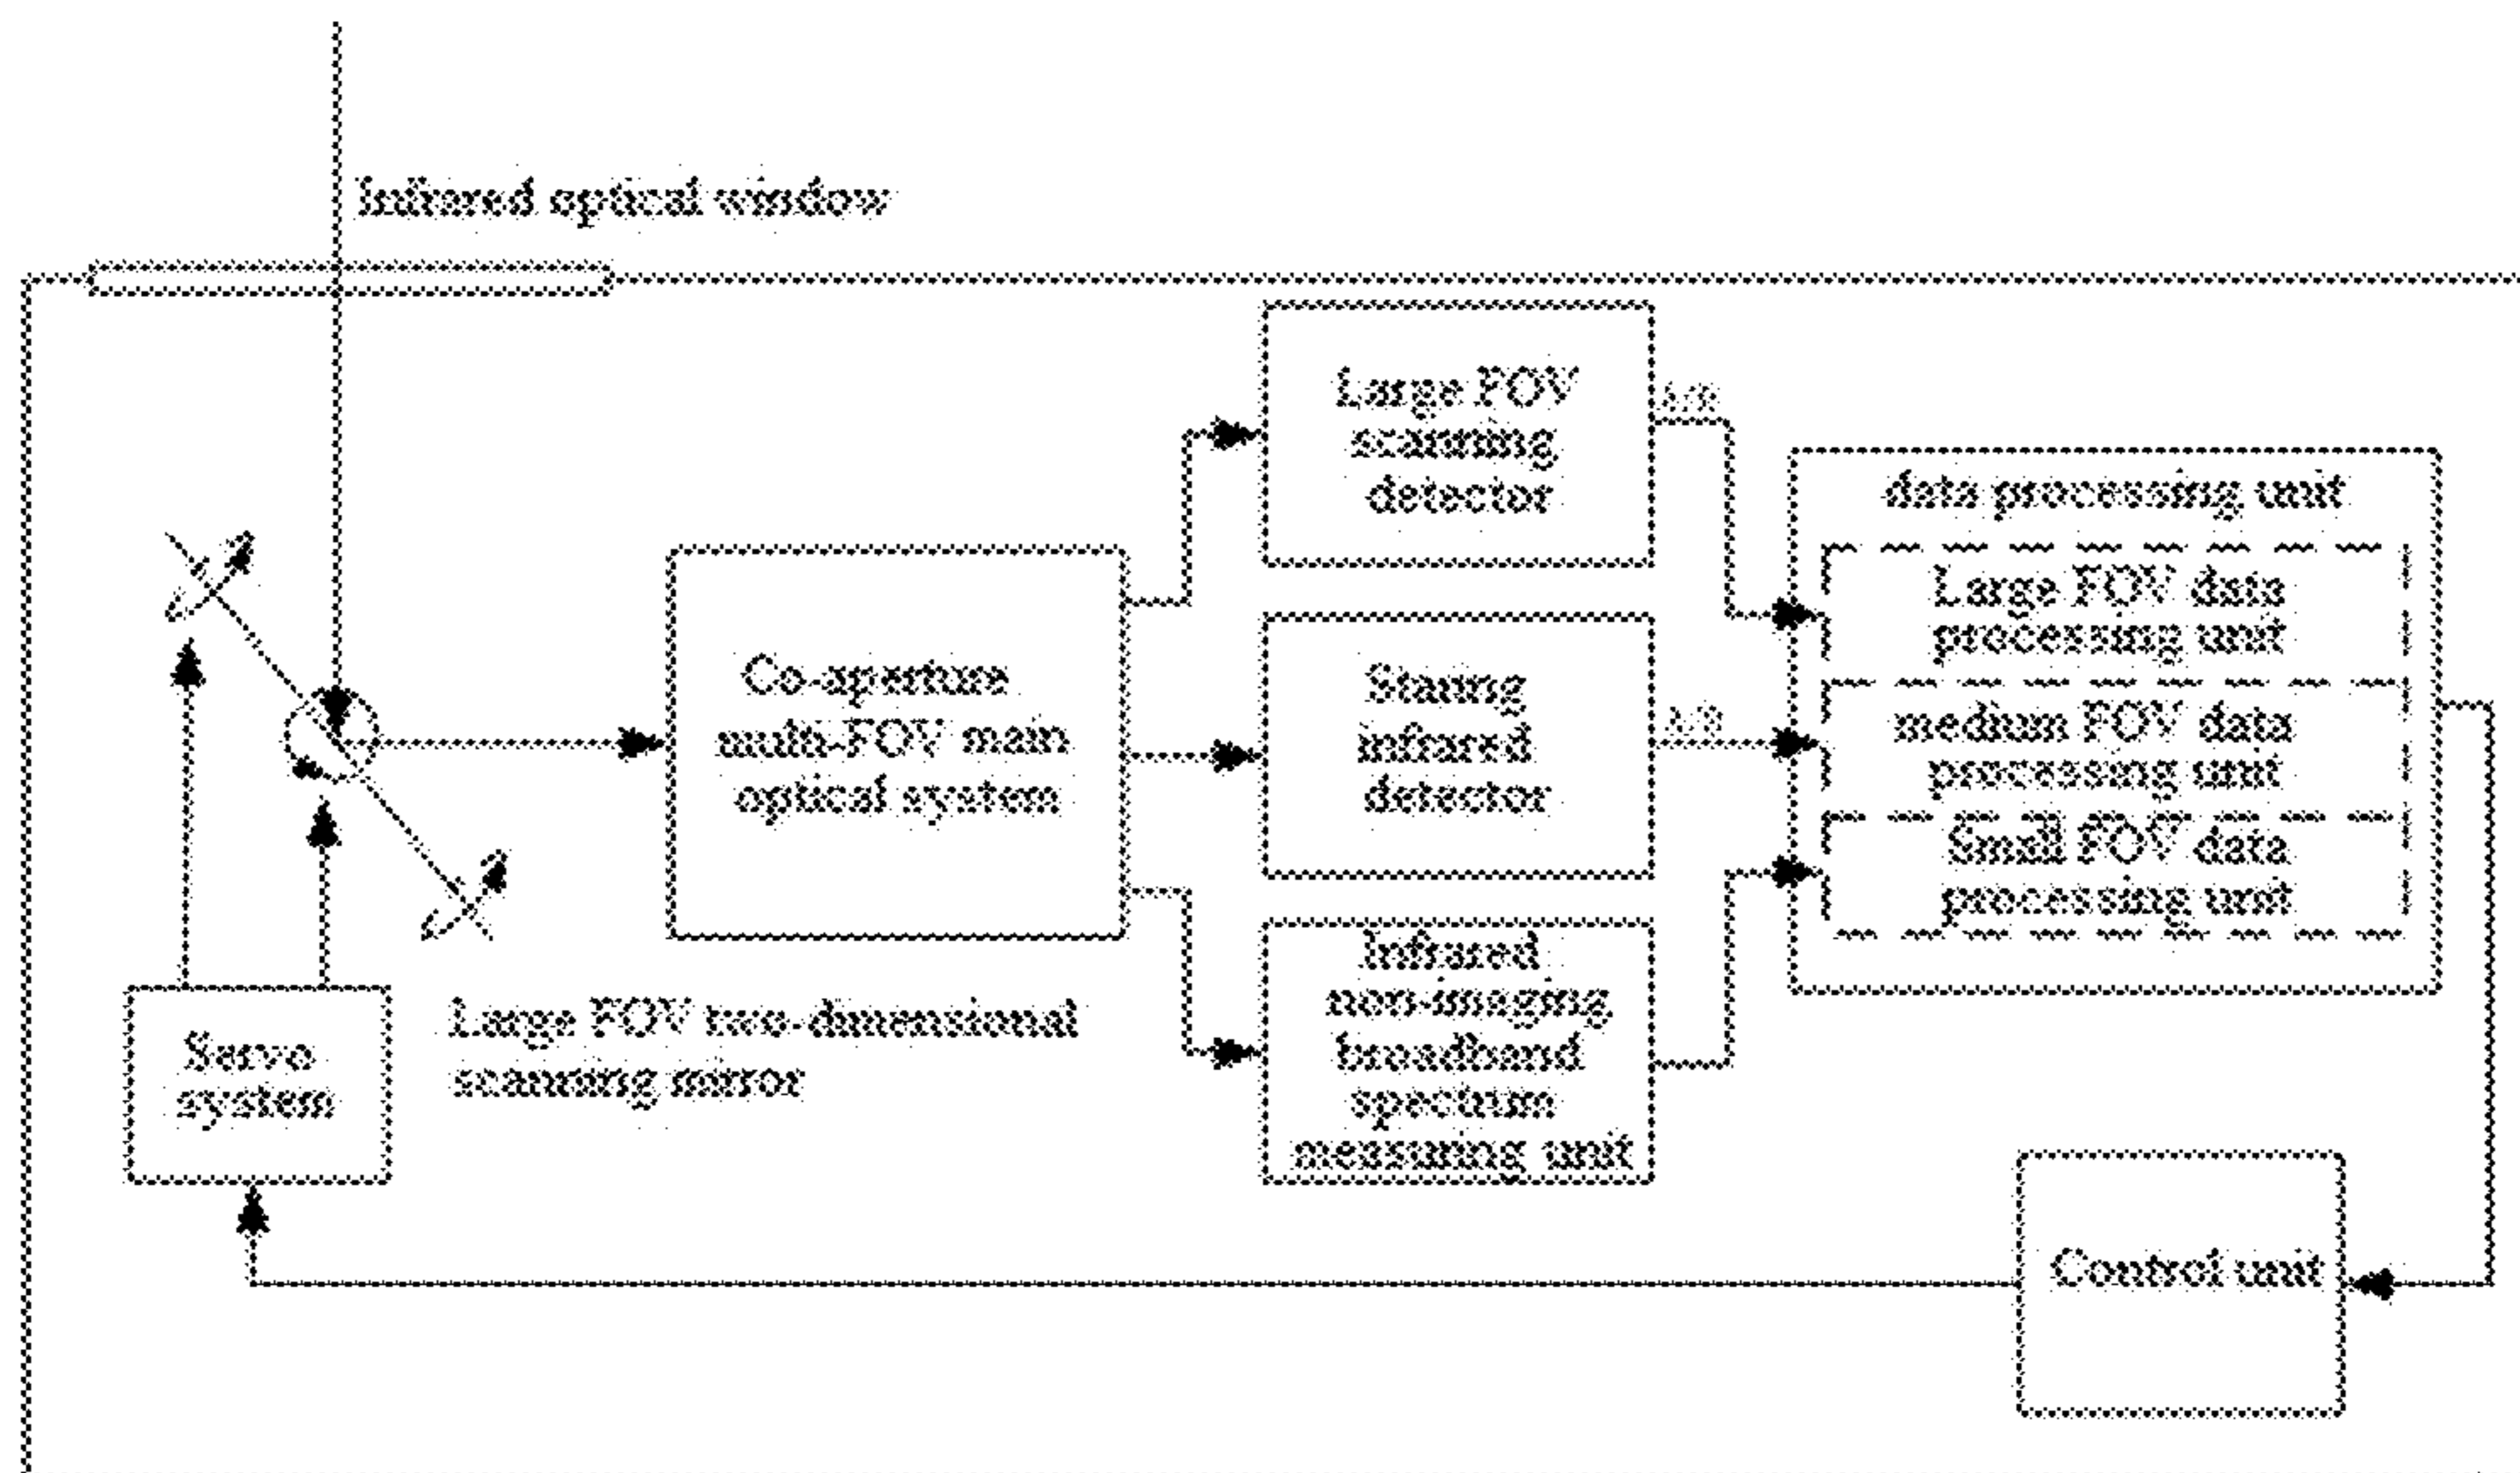 Infrared optical window
Large FOV
scanning
detector
data processing unit
Large FOV data
processing unit
Co-aperture
multi-FOV main
optical system
Staring
infrared
detector
medium FOV data
processing unit
Small FOV data
processing unit
Infrared
non-imaging
broadband
spectrum
measuring unit
Servo
system
Large FOV two-dimensional
scanning mirror
Control unit